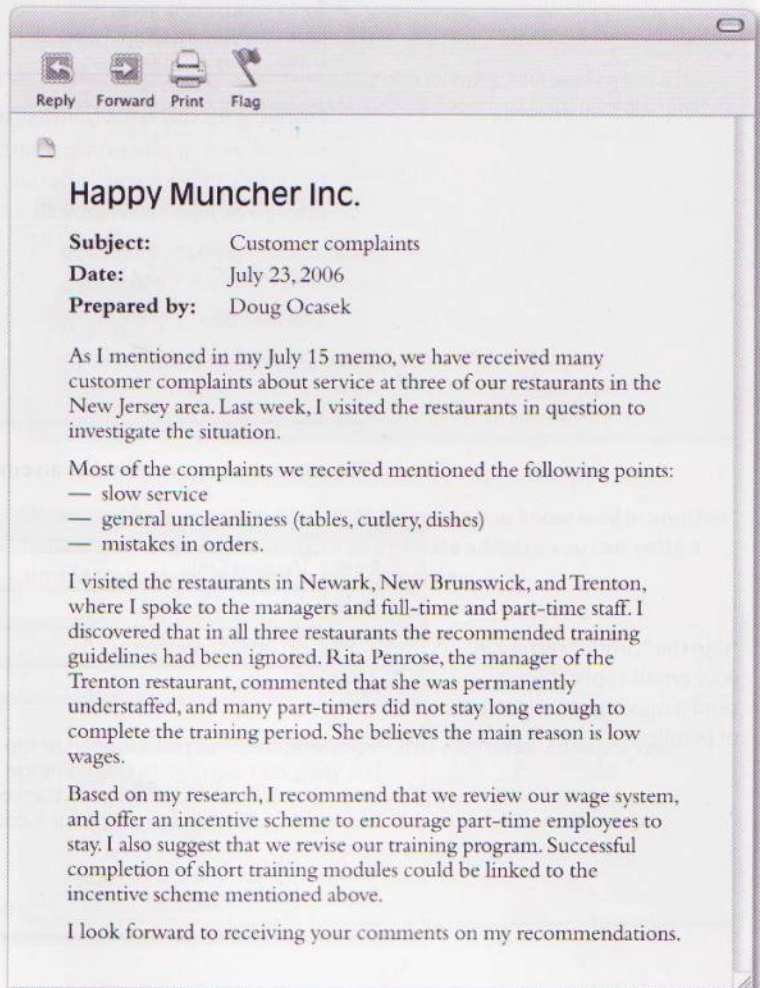 Reply Forward Print Flag
Happy Muncher Inc.
Subject: Customer complaints
Date: July 23, 2006
Prepared by: Doug Ocasek
As I mentioned in my July 15 memo, we have received many
customer complaints about service at three of our restaurants in the
New Jersey area. Last week, I visited the restaurants in question to
investigate the situation.
Most of the complaints we received mentioned the following points:
— slow service
— general uncleanliness (tables, cutlery, dishes)
— mistakes in orders.
I visited the restaurants in Newark, New Brunswick, and Trenton,
where I spoke to the managers and full-time and part-time staff. I
discovered that in all three restaurants the recommended training
guidelines had been ignored. Rita Penrose, the manager of the
Trenton restaurant, commented that she was permanently
understaffed, and many part-timers did not stay long enough to
complete the training period. She believes the main reason is low
wages.
Based on my research, I recommend that we review our wage system,
and offer an incentive scheme to encourage part-time employees to
stay. I also suggest that we revise our training program. Successful
completion of short training modules could be linked to the
incentive scheme mentioned above.
I look forward to receiving your comments on my recommendations.